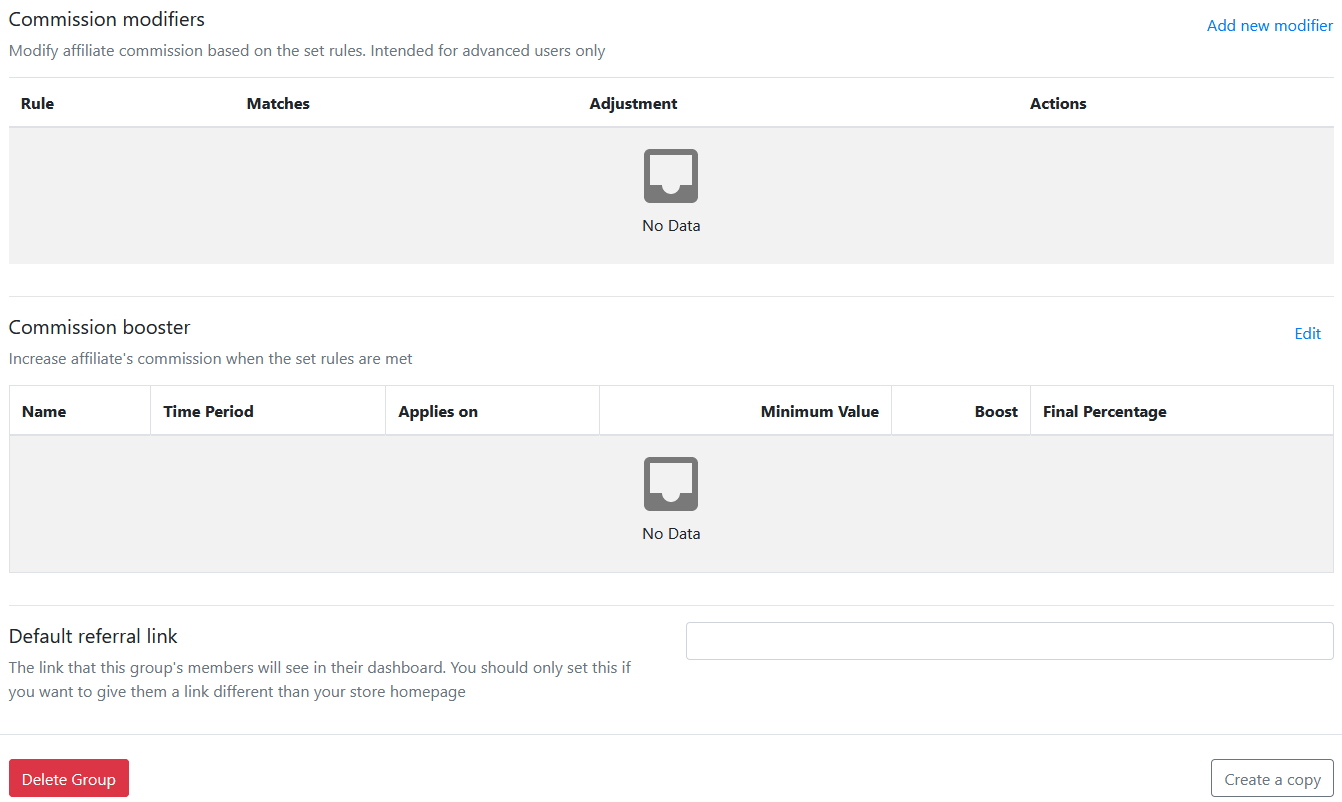 Commission modifiers
Add new modifier
Modify affiliate commission based on the set rules. Intended for advanced users only
Rule Matches Adjustment Actions
No Data
Commission booster
Edit
Increase affiliate's commission when the set rules are met
Name Time Period Applies on Minimum Value Boost Final Percentage
No Data
Default referral link
The link that this group's members will see in their dashboard. You should only set this if
you want to give them a link different than your store homepage
Delete Group Create a copy